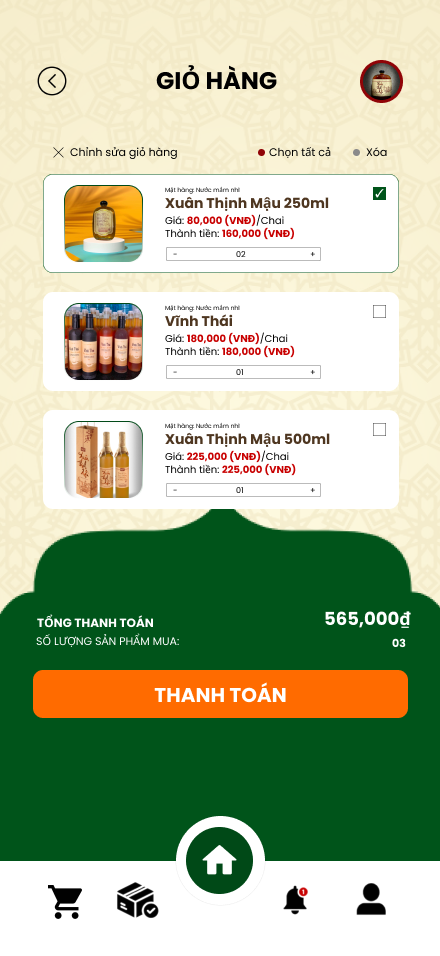 GIỎ HÀNG
Chỉnh sửa giỏ hàng
Chọn tất cả
Xóa
Mặt hàng: Nước mắm nhỉ
Xuân Thịnh Mậu 250ml
Giá: 80,000 (VNĐ)/Chai
Thành tiền: 160,000 (VNĐ)
- 02 +
Mặt hàng: Nước mắm nhỉ
Vĩnh Thái
Giá: 180,000 (VNĐ)/Chai
Thành tiền: 180,000 (VNĐ)
- 01 +
Mặt hàng: Nước mắm nhỉ
Xuân Thịnh Mậu 500ml
Giá: 225,000 (VNĐ)/Chai
Thành tiền: 225,000 (VNĐ)
- 01 +
TỔNG THANH TOÁN
565,000₫
SỐ LƯỢNG SẢN PHẨM MUA:
03
THANH TOÁN
1